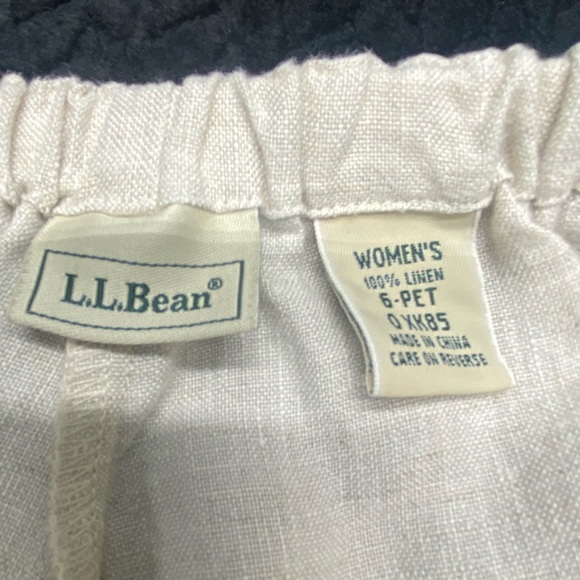 L.L.Bean®
WOMEN'S
100% LINEN
6-PET
0XK85
MADE IN CHINA
CARE ON REVERSE